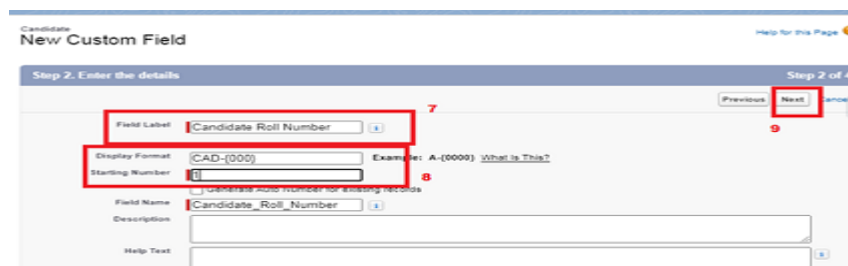 Candidate
New Custom Field
Help for this Page
Step 2. Enter the details
Step 2 of 4
Previous Next Cancel
7
9
Field Label Candidate Roll Number
Display Format CAD-{000} Example: A-{0000} What Is This?
Starting Number 1
8
Generate Auto Number for existing records
Field Name Candidate_Roll_Number
Description
Help Text